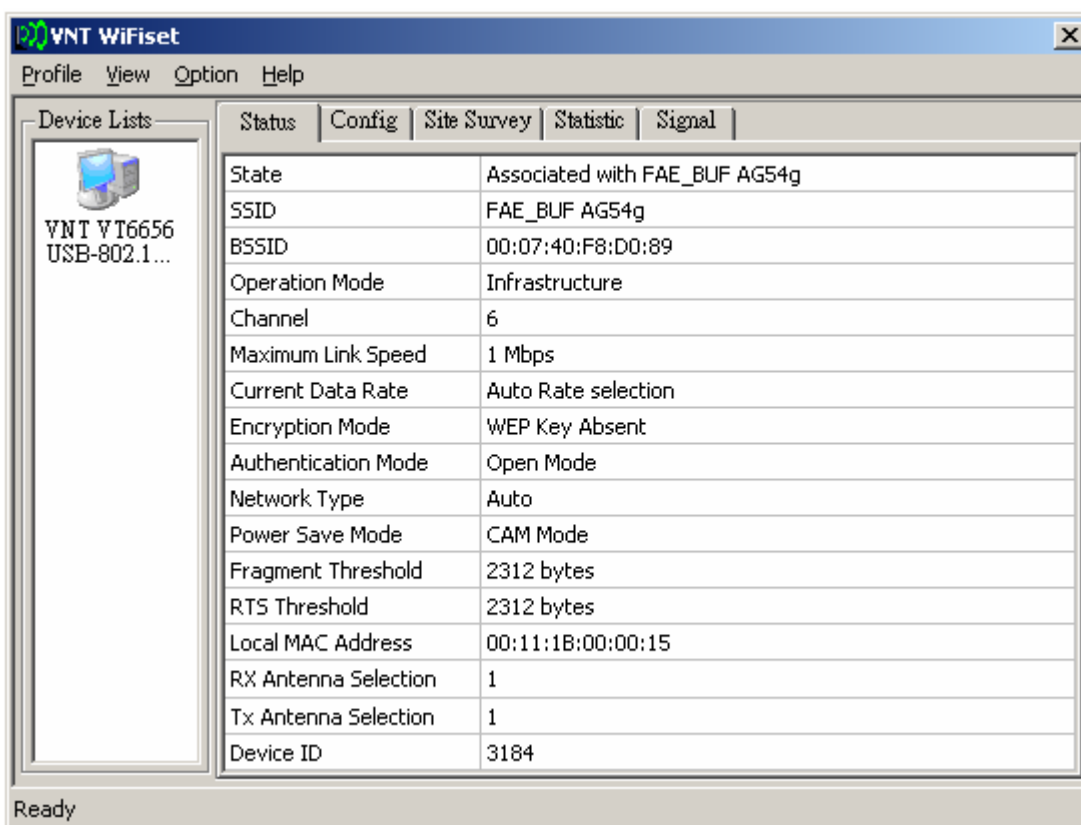 VNT WiFiset
Profile View Option Help
Device Lists
VNT VT6656
USB-802.1...
Status Config Site Survey Statistic Signal
State Associated with FAE_BUF AG54g
SSID FAE_BUF AG54g
BSSID 00:07:40:F8:D0:89
Operation Mode Infrastructure
Channel 6
Maximum Link Speed 1 Mbps
Current Data Rate Auto Rate selection
Encryption Mode WEP Key Absent
Authentication Mode Open Mode
Network Type Auto
Power Save Mode CAM Mode
Fragment Threshold 2312 bytes
RTS Threshold 2312 bytes
Local MAC Address 00:11:1B:00:00:15
RX Antenna Selection 1
Tx Antenna Selection 1
Device ID 3184
Ready